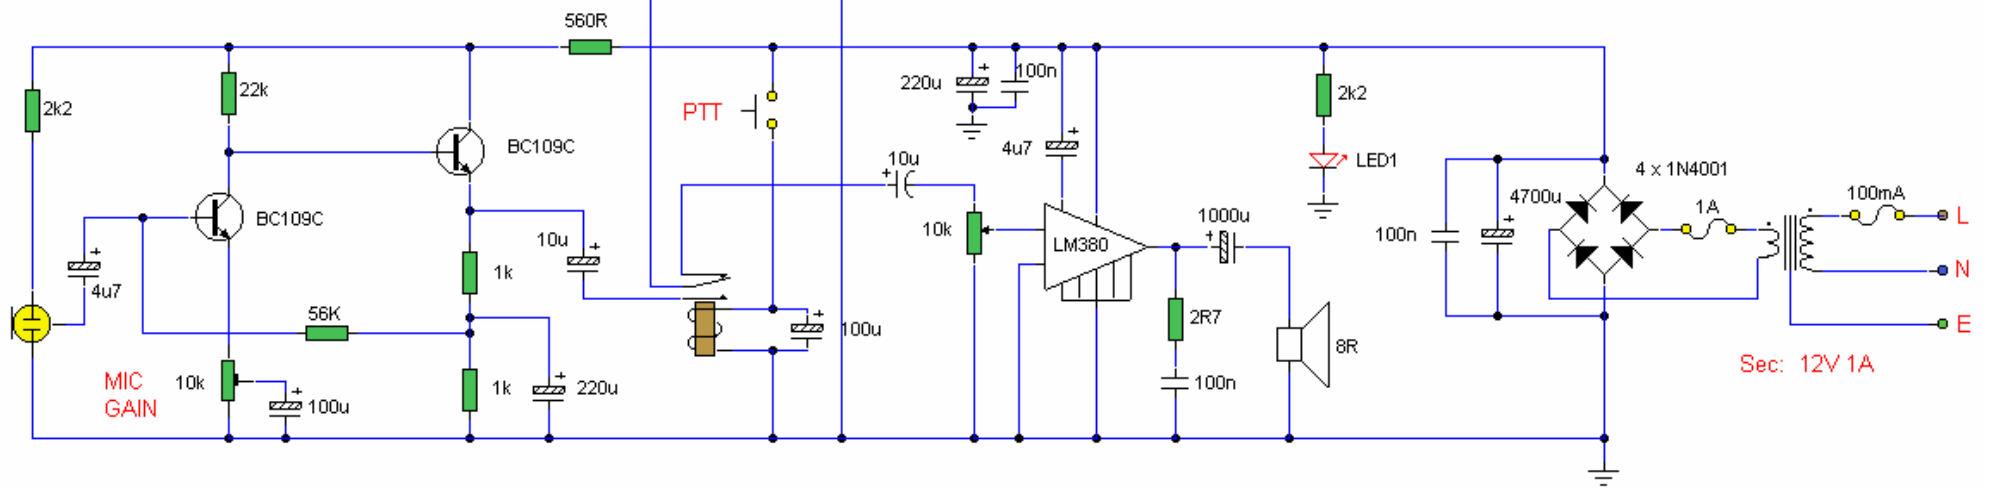 560R
2k2
22k
BC109C
BC109C
4u7
56K
MIC
GAIN
10k
100u
1k
1k
10u
220u
PTT
100u
10u
10k
220u
100n
4u7
LM380
1000u
2R7
100n
8R
2k2
LED1
100n
4700u
4 x 1N4001
1A
100mA
L
N
E
Sec: 12V 1A